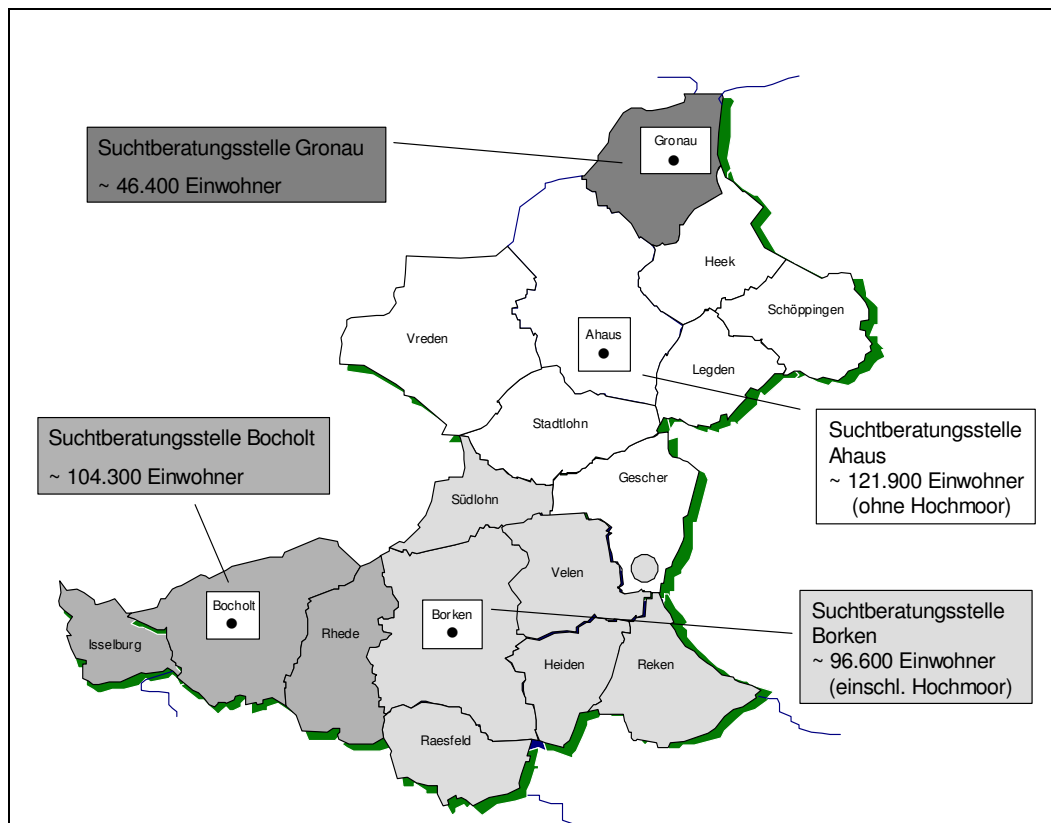 Gronau
Suchtberatungsstelle Gronau
~ 46.400 Einwohner
Heek
Schöppingen
Ahaus
Vreden
Legden
Stadtlohn
Suchtberatungsstelle Bocholt
~ 104.300 Einwohner
Suchtberatungsstelle
Ahaus
~ 121.900 Einwohner
(ohne Hochmoor)
Gescher
Südlohn
Velen
Bocholt
Borken
Rhede
Isselburg
Heiden
Reken
Suchtberatungsstelle
Borken
~ 96.600 Einwohner
(einschl. Hochmoor)
Raesfeld